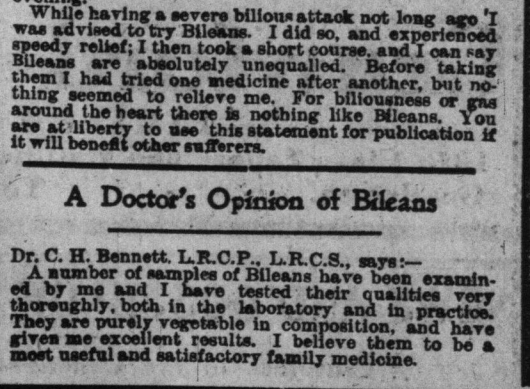 While having a severe bilious attack not long ago I
was advised to try Bileans. I did so, and experienced
speedy relief; I then took a short course, and I can say
Bileans are absolutely unequalled. Before taking
them I had tried one medicine after another, but no-
thing seemed to relieve me. For biliousness or gas
around the heart there is nothing like Bileans. You
are at liberty to use this statement for publication if
it will benefit other sufferers.
A Doctor's Opinion of Bileans
Dr. C. H. Bennett. L.R.C.P., L.R.C.S., says:—
A number of samples of Bileans have been examin-
ed by me and I have tested their qualities very
thoroughly, both in the laboratory and in practice.
They are purely vegetable in composition, and have
given me excellent results. I believe them to be a
most useful and satisfactory family medicine.